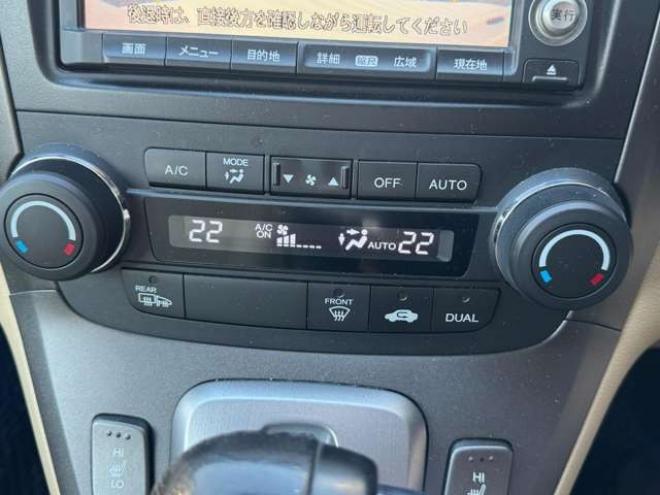 後退時は、直接後方を確認しながら運転してください
実行
画面 メニュー 目的地 詳細 縮尺 広域 現在地
A/C MODE OFF AUTO
22 A/C ON AUTO 22
REAR FRONT DUAL
HI
LO
HI